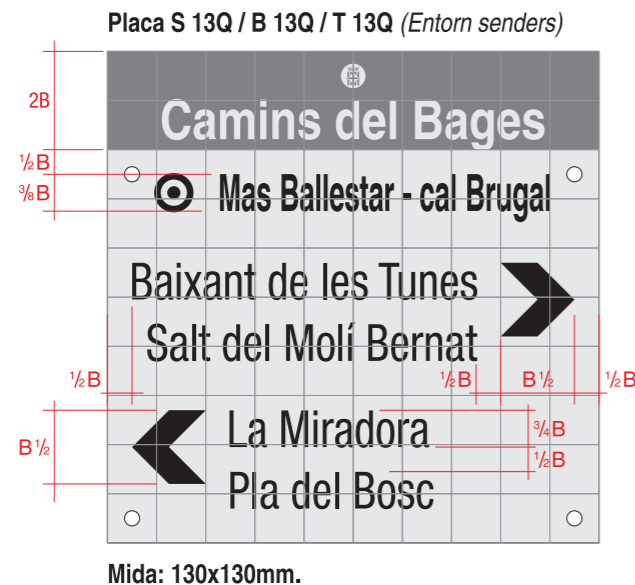 Placa S 13Q / B 13Q / T 13Q (Entorn senders)
2B
Camins del Bages
½B
⅜B
Mas Ballestar - cal Brugal
Baixant de les Tunes
Salt del Molí Bernat
½B
½B
B½
½B
B½
La Miradora
¾B
½B
Pla del Bosc
Mida: 130x130mm.